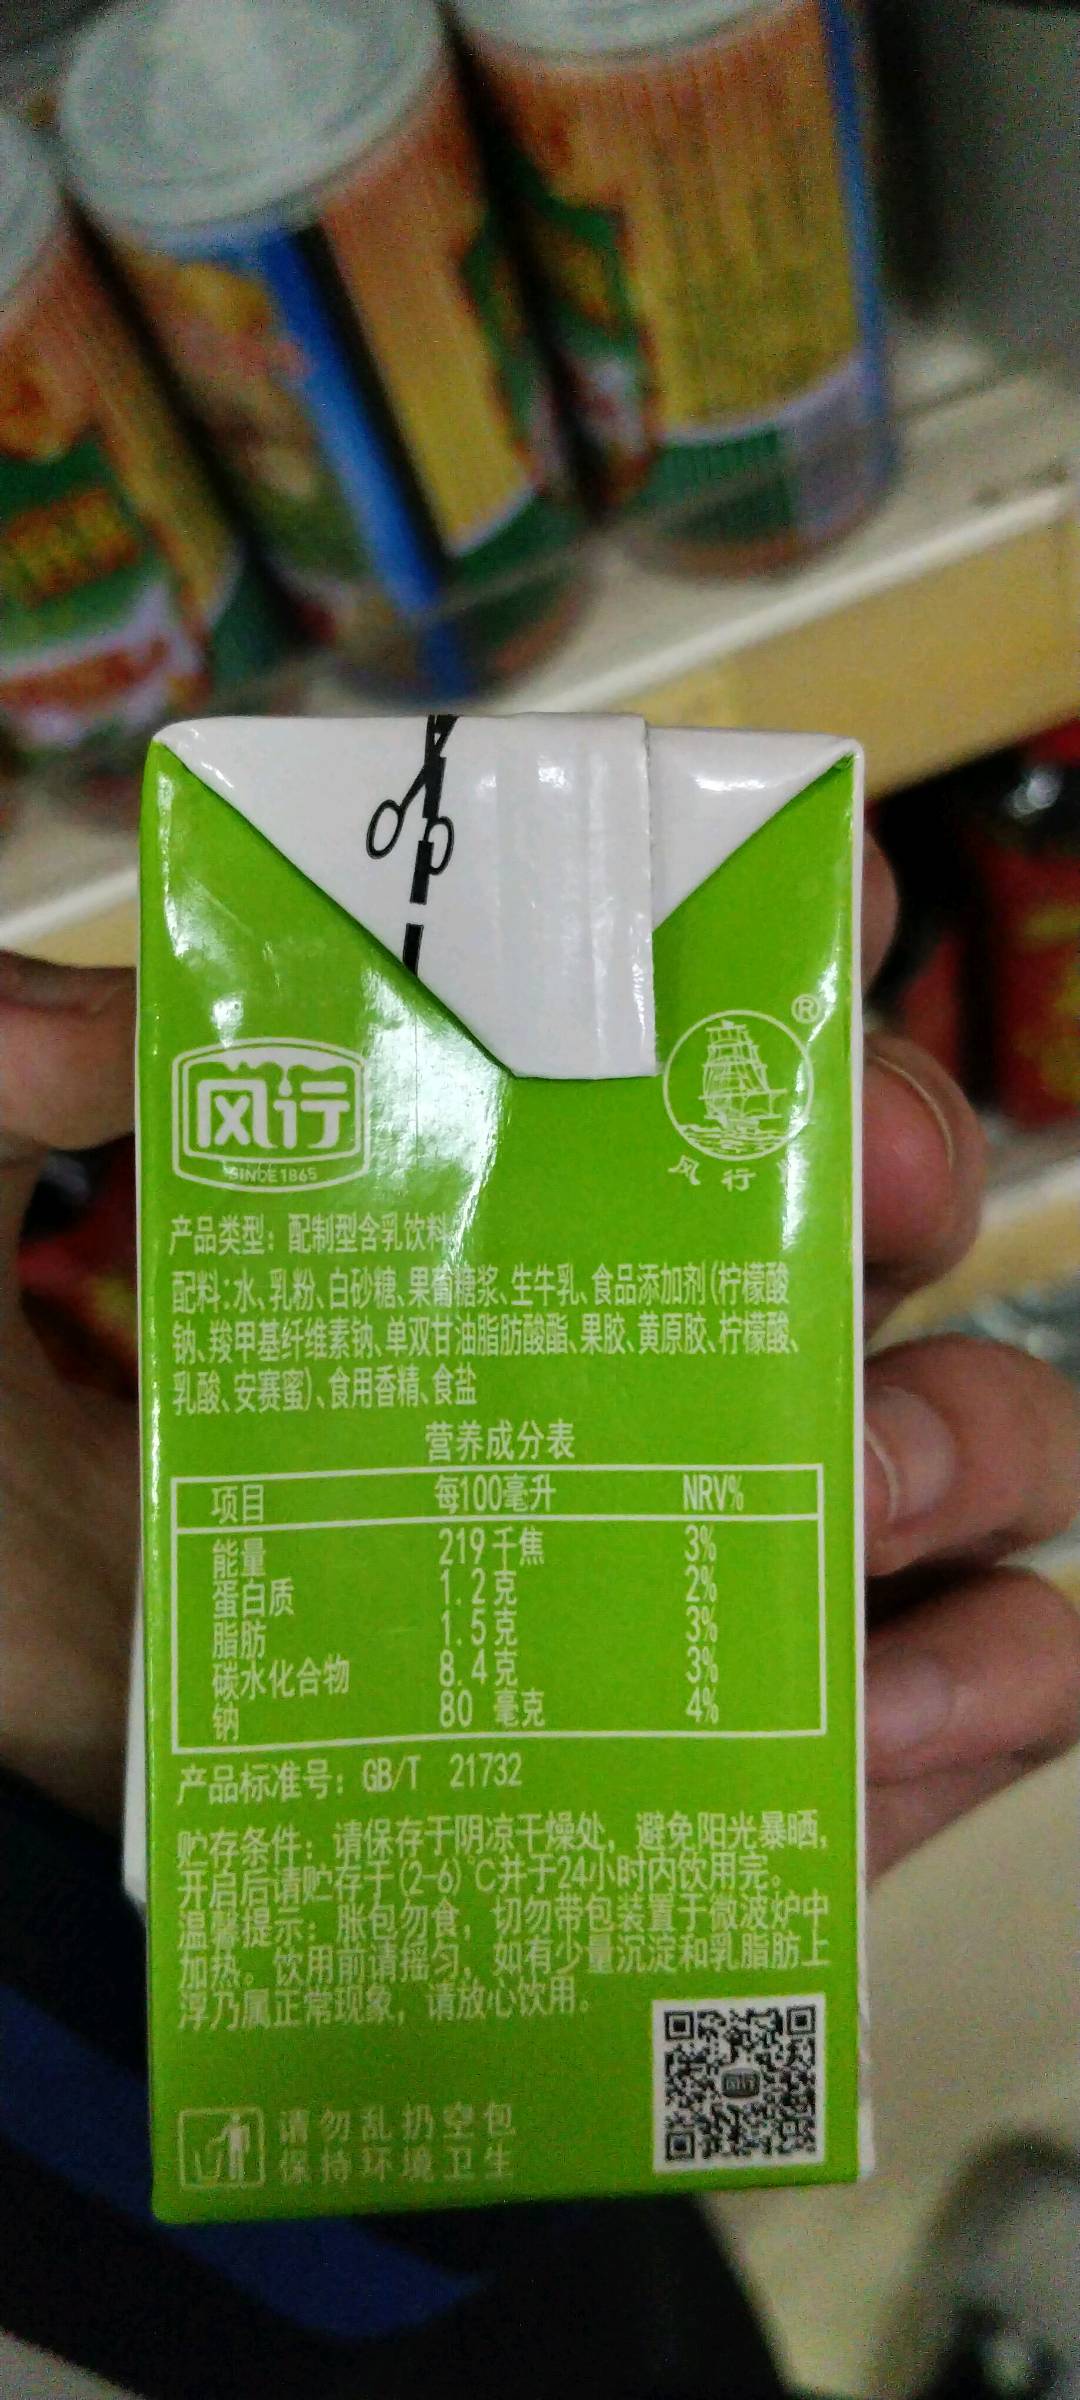 风行
SINCE 1865
®
风行
产品类型：配制型含乳饮料
配料：水、乳粉、白砂糖、果葡糖浆、生牛乳、食品添加剂（柠檬酸
钠、羧甲基纤维素钠、单双甘油脂肪酸酯、果胶、黄原胶、柠檬酸、
乳酸、安赛蜜）、食用香精、食盐
营养成分表
项目 每100毫升 NRV%
能量 219千焦 3%
蛋白质 1.2克 2%
脂肪 1.5克 3%
碳水化合物 8.4克 3%
钠 80 毫克 4%
产品标准号：GB/T 21732
贮存条件：请保存于阴凉干燥处，避免阳光暴晒，
开启后请贮存于(2-6)℃并于24小时内饮用完。
温馨提示：胀包勿食，切勿带包装置于微波炉中
加热。饮用前请摇匀，如有少量沉淀和乳脂肪上
浮乃属正常现象，请放心饮用。
风行
请勿乱扔空包
保持环境卫生